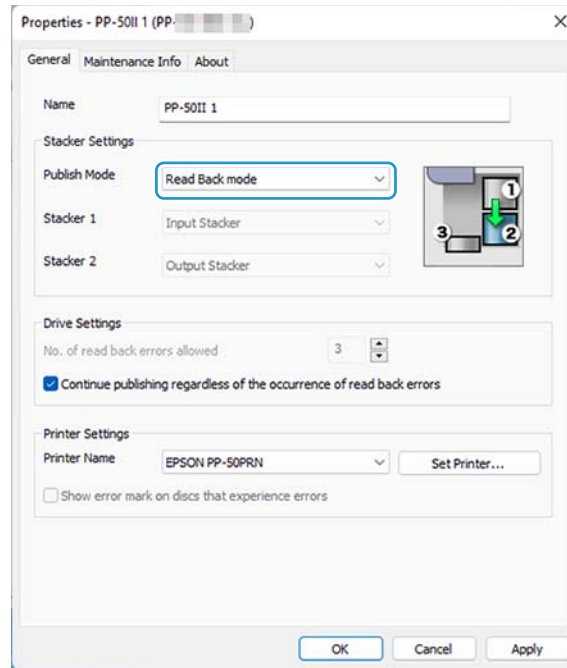 Properties - PP-50II 1 (PP- )
General Maintenance Info About
Name PP-50II 1
Stacker Settings
Publish Mode Read Back mode
Stacker 1 Input Stacker
Stacker 2 Output Stacker
1
3 2
Drive Settings
No. of read back errors allowed 3
Continue publishing regardless of the occurrence of read back errors
Printer Settings
Printer Name EPSON PP-50PRN Set Printer...
Show error mark on discs that experience errors
OK Cancel Apply